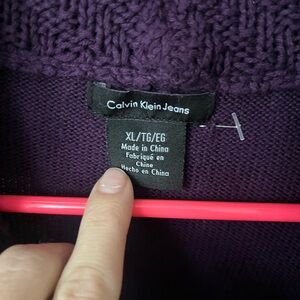 Calvin Klein Jeans
XL/TG/EG
Made in China
Fabriqué en
Chine
Hecho en China